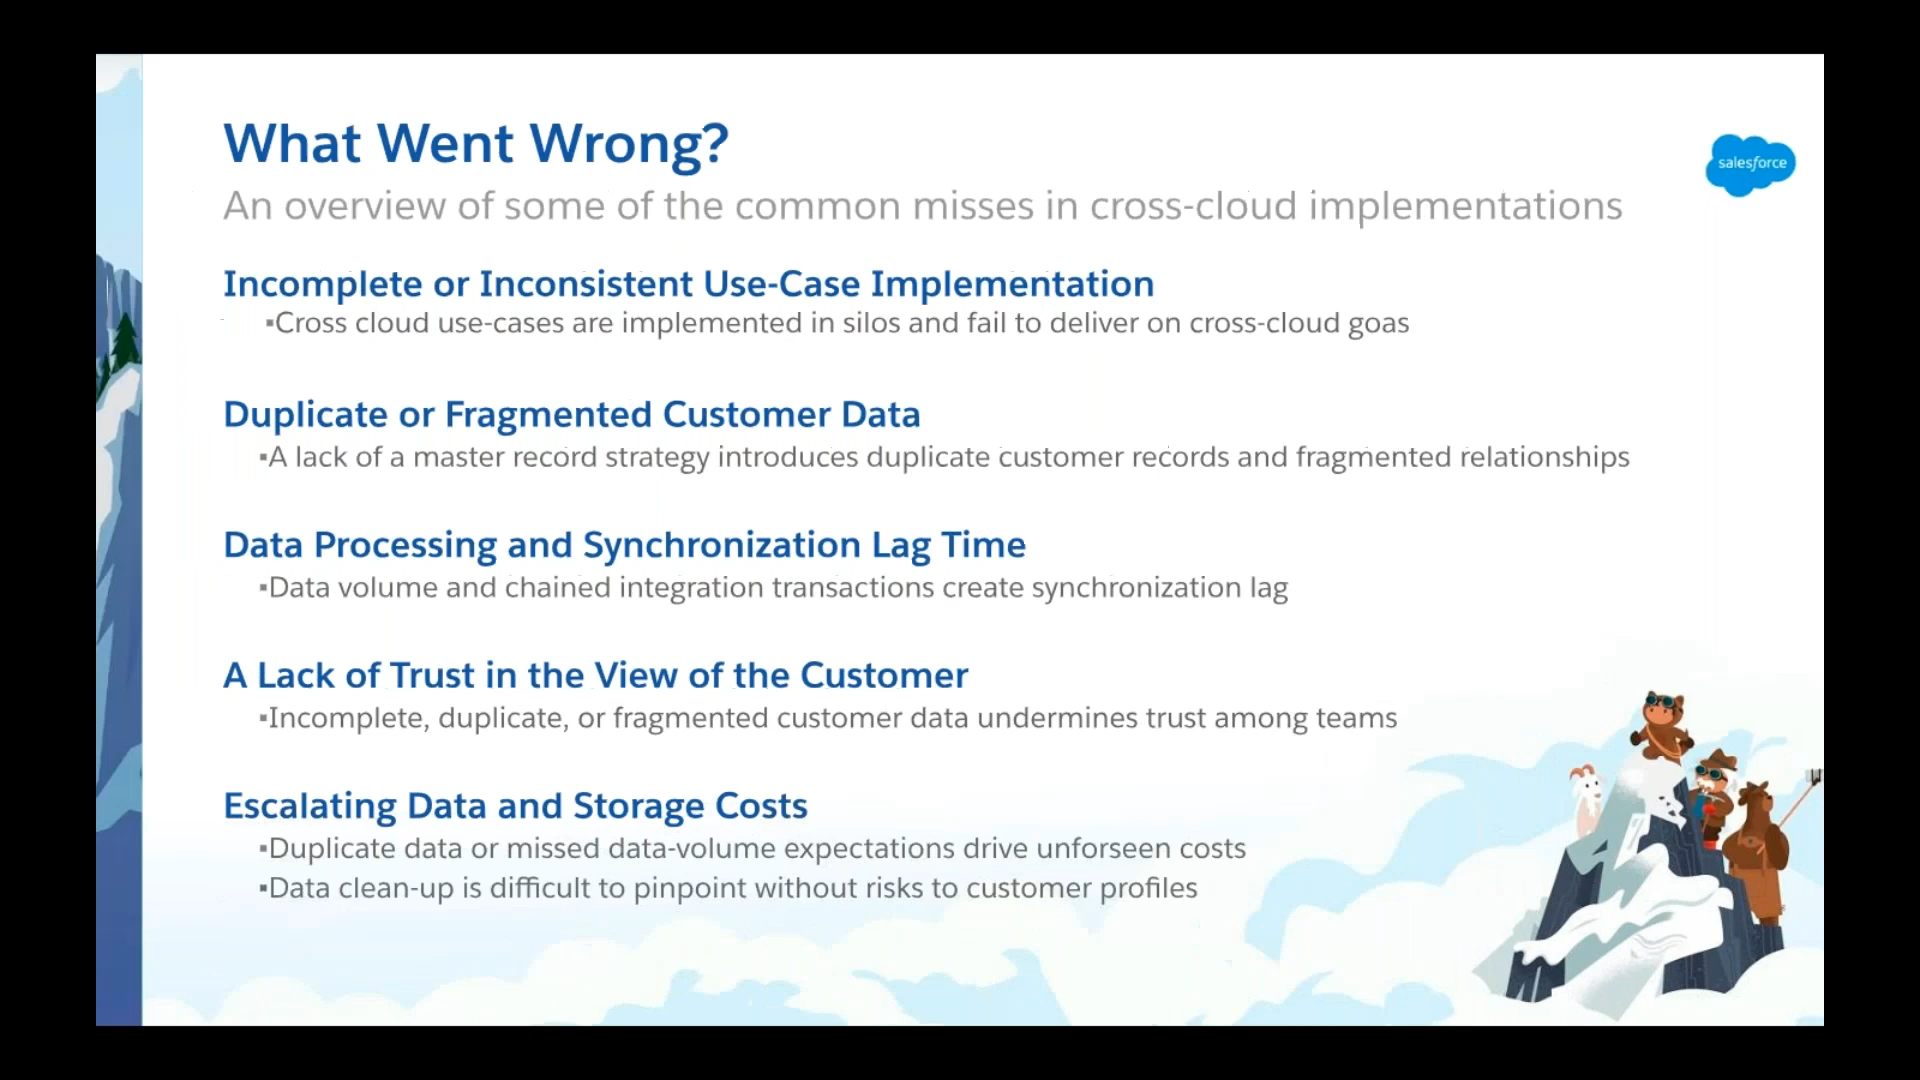 What Went Wrong?
salesforce
An overview of some of the common misses in cross-cloud implementations
Incomplete or Inconsistent Use-Case Implementation
▪Cross cloud use-cases are implemented in silos and fail to deliver on cross-cloud goas
Duplicate or Fragmented Customer Data
▪A lack of a master record strategy introduces duplicate customer records and fragmented relationships
Data Processing and Synchronization Lag Time
▪Data volume and chained integration transactions create synchronization lag
A Lack of Trust in the View of the Customer
▪Incomplete, duplicate, or fragmented customer data undermines trust among teams
Escalating Data and Storage Costs
▪Duplicate data or missed data-volume expectations drive unforseen costs
▪Data clean-up is difficult to pinpoint without risks to customer profiles